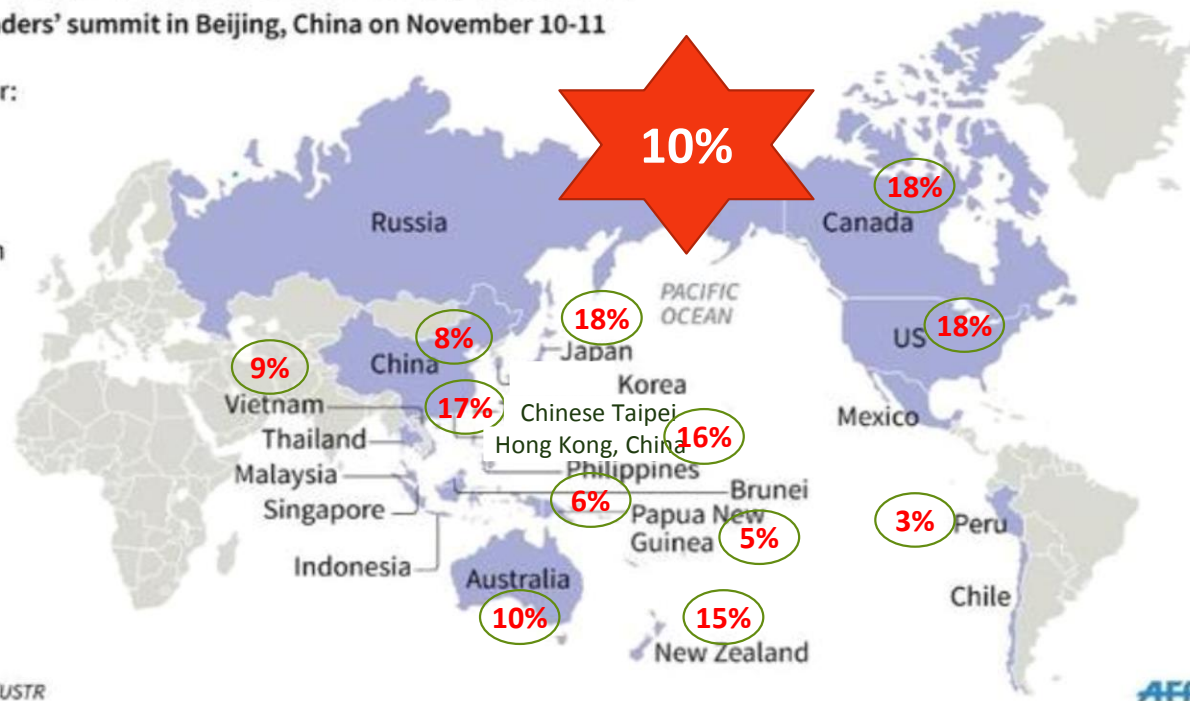 aders' summit in Beijing, China on November 10-11
r:
10%
18%
Russia
Canada
n
PACIFIC
OCEAN
18%
8%
US
18%
Japan
China
9%
Korea
Vietnam
17%
Chinese Taipei
Mexico
Thailand
Hong Kong, China
16%
Malaysia
Philippines
Brunei
6%
Singapore
Papua New
Guinea
5%
3%
Peru
Indonesia
Australia
Chile
10%
15%
New Zealand
USTR